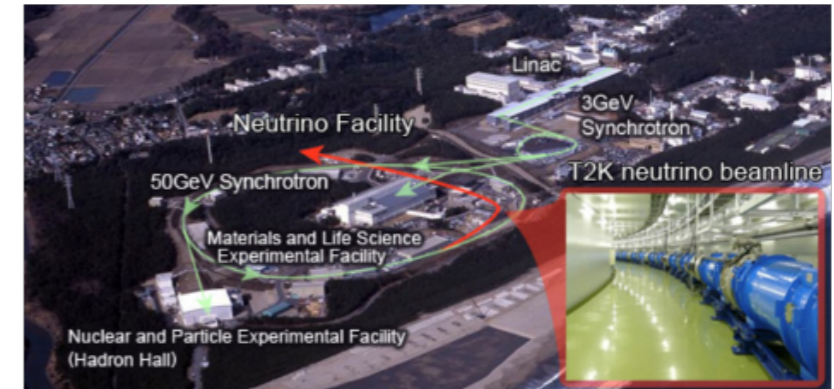 Linac
3GeV
Synchrotron
Neutrino Facility
T2K neutrino beamline
50GeV Synchrotron
Materials and Life Science
Experimental Facility
Nuclear and Particle Experimental Facility
(Hadron Hall)